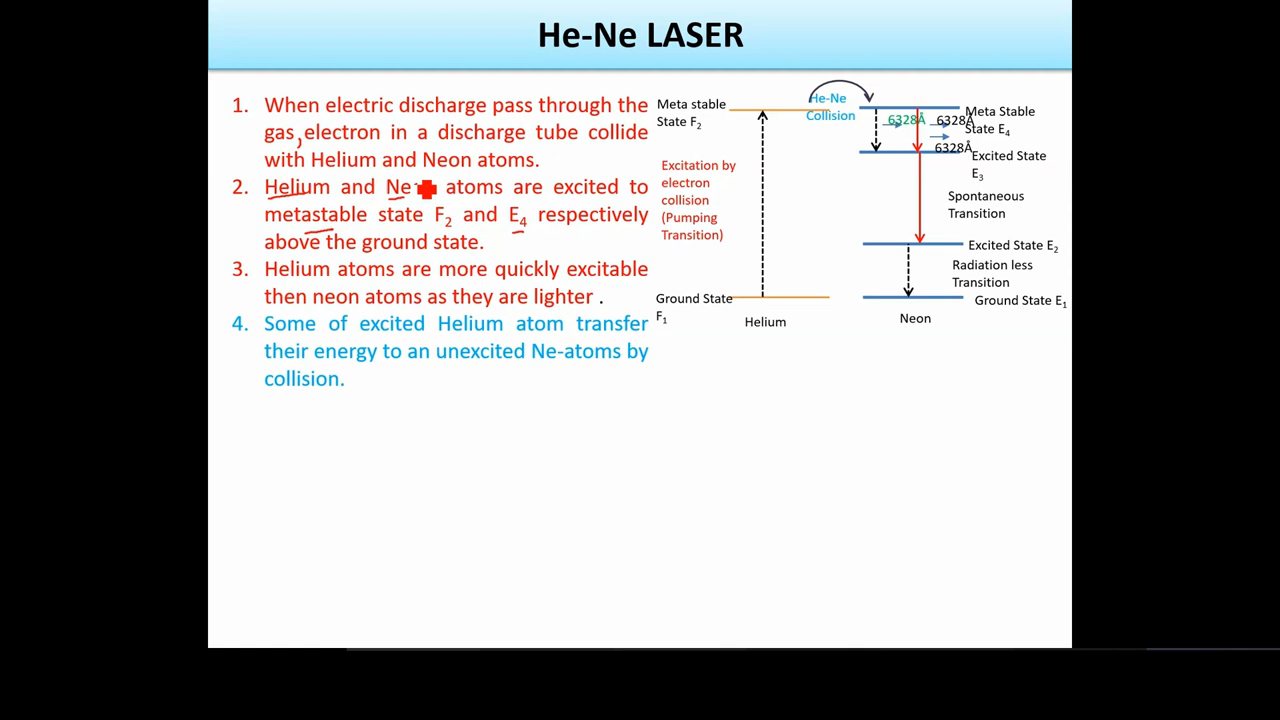 He-Ne LASER
1. When electric discharge pass through the
gas, electron in a discharge tube collide
with Helium and Neon atoms.
2. Helium and Ne atoms are excited to
metastable state F2 and E4 respectively
above the ground state.
3. Helium atoms are more quickly excitable
then neon atoms as they are lighter .
4. Some of excited Helium atom transfer
their energy to an unexcited Ne-atoms by
collision.
Meta stable
State F2
He-Ne
Collision
Excitation by
electron
collision
(Pumping
Transition)
Ground State
F1
Helium
6328Å
6328Å
6328Å
Meta Stable
State E4
Excited State
E3
Spontaneous
Transition
Excited State E2
Radiation less
Transition
Ground State E1
Neon